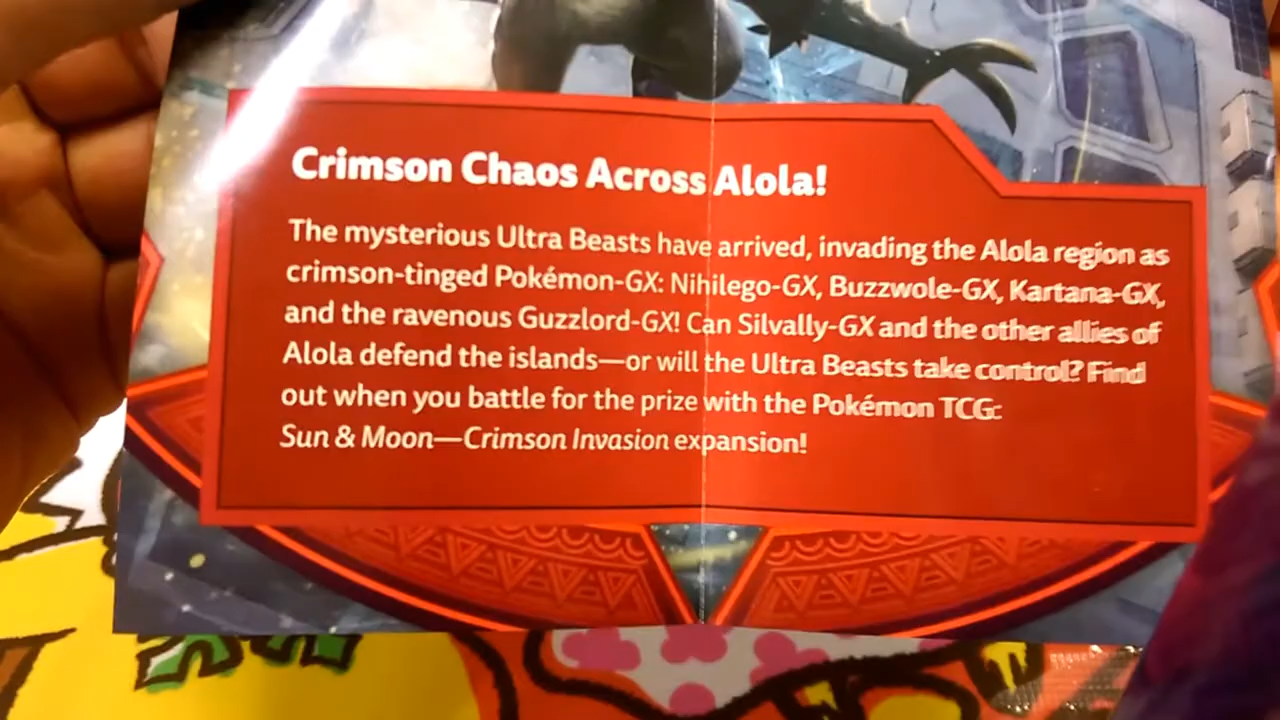 Crimson Chaos Across Alola!
The mysterious Ultra Beasts have arrived, invading the Alola region as
crimson-tinged Pokémon-GX: Nihilego-GX, Buzzwole-GX, Kartana-GX,
and the ravenous Guzzlord-GX! Can Silvally-GX and the other allies of
Alola defend the islands—or will the Ultra Beasts take control? Find
out when you battle for the prize with the Pokémon TCG:
Sun & Moon—Crimson Invasion expansion!